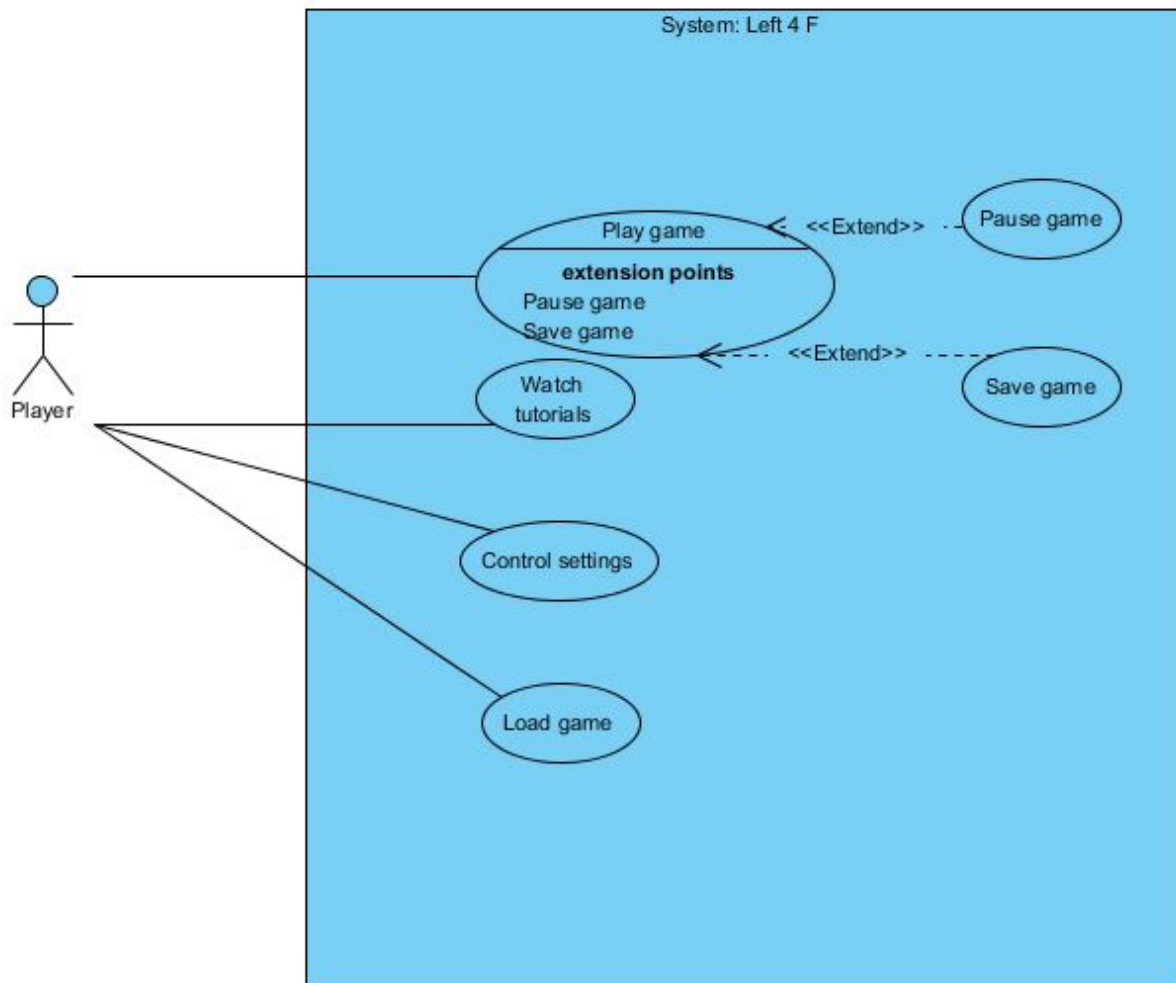 System: Left 4 F
Play game
<<Extend>>
Pause game
extension points
Pause game
Save game
<<Extend>>
Save game
Watch
tutorials
Player
Control settings
Load game